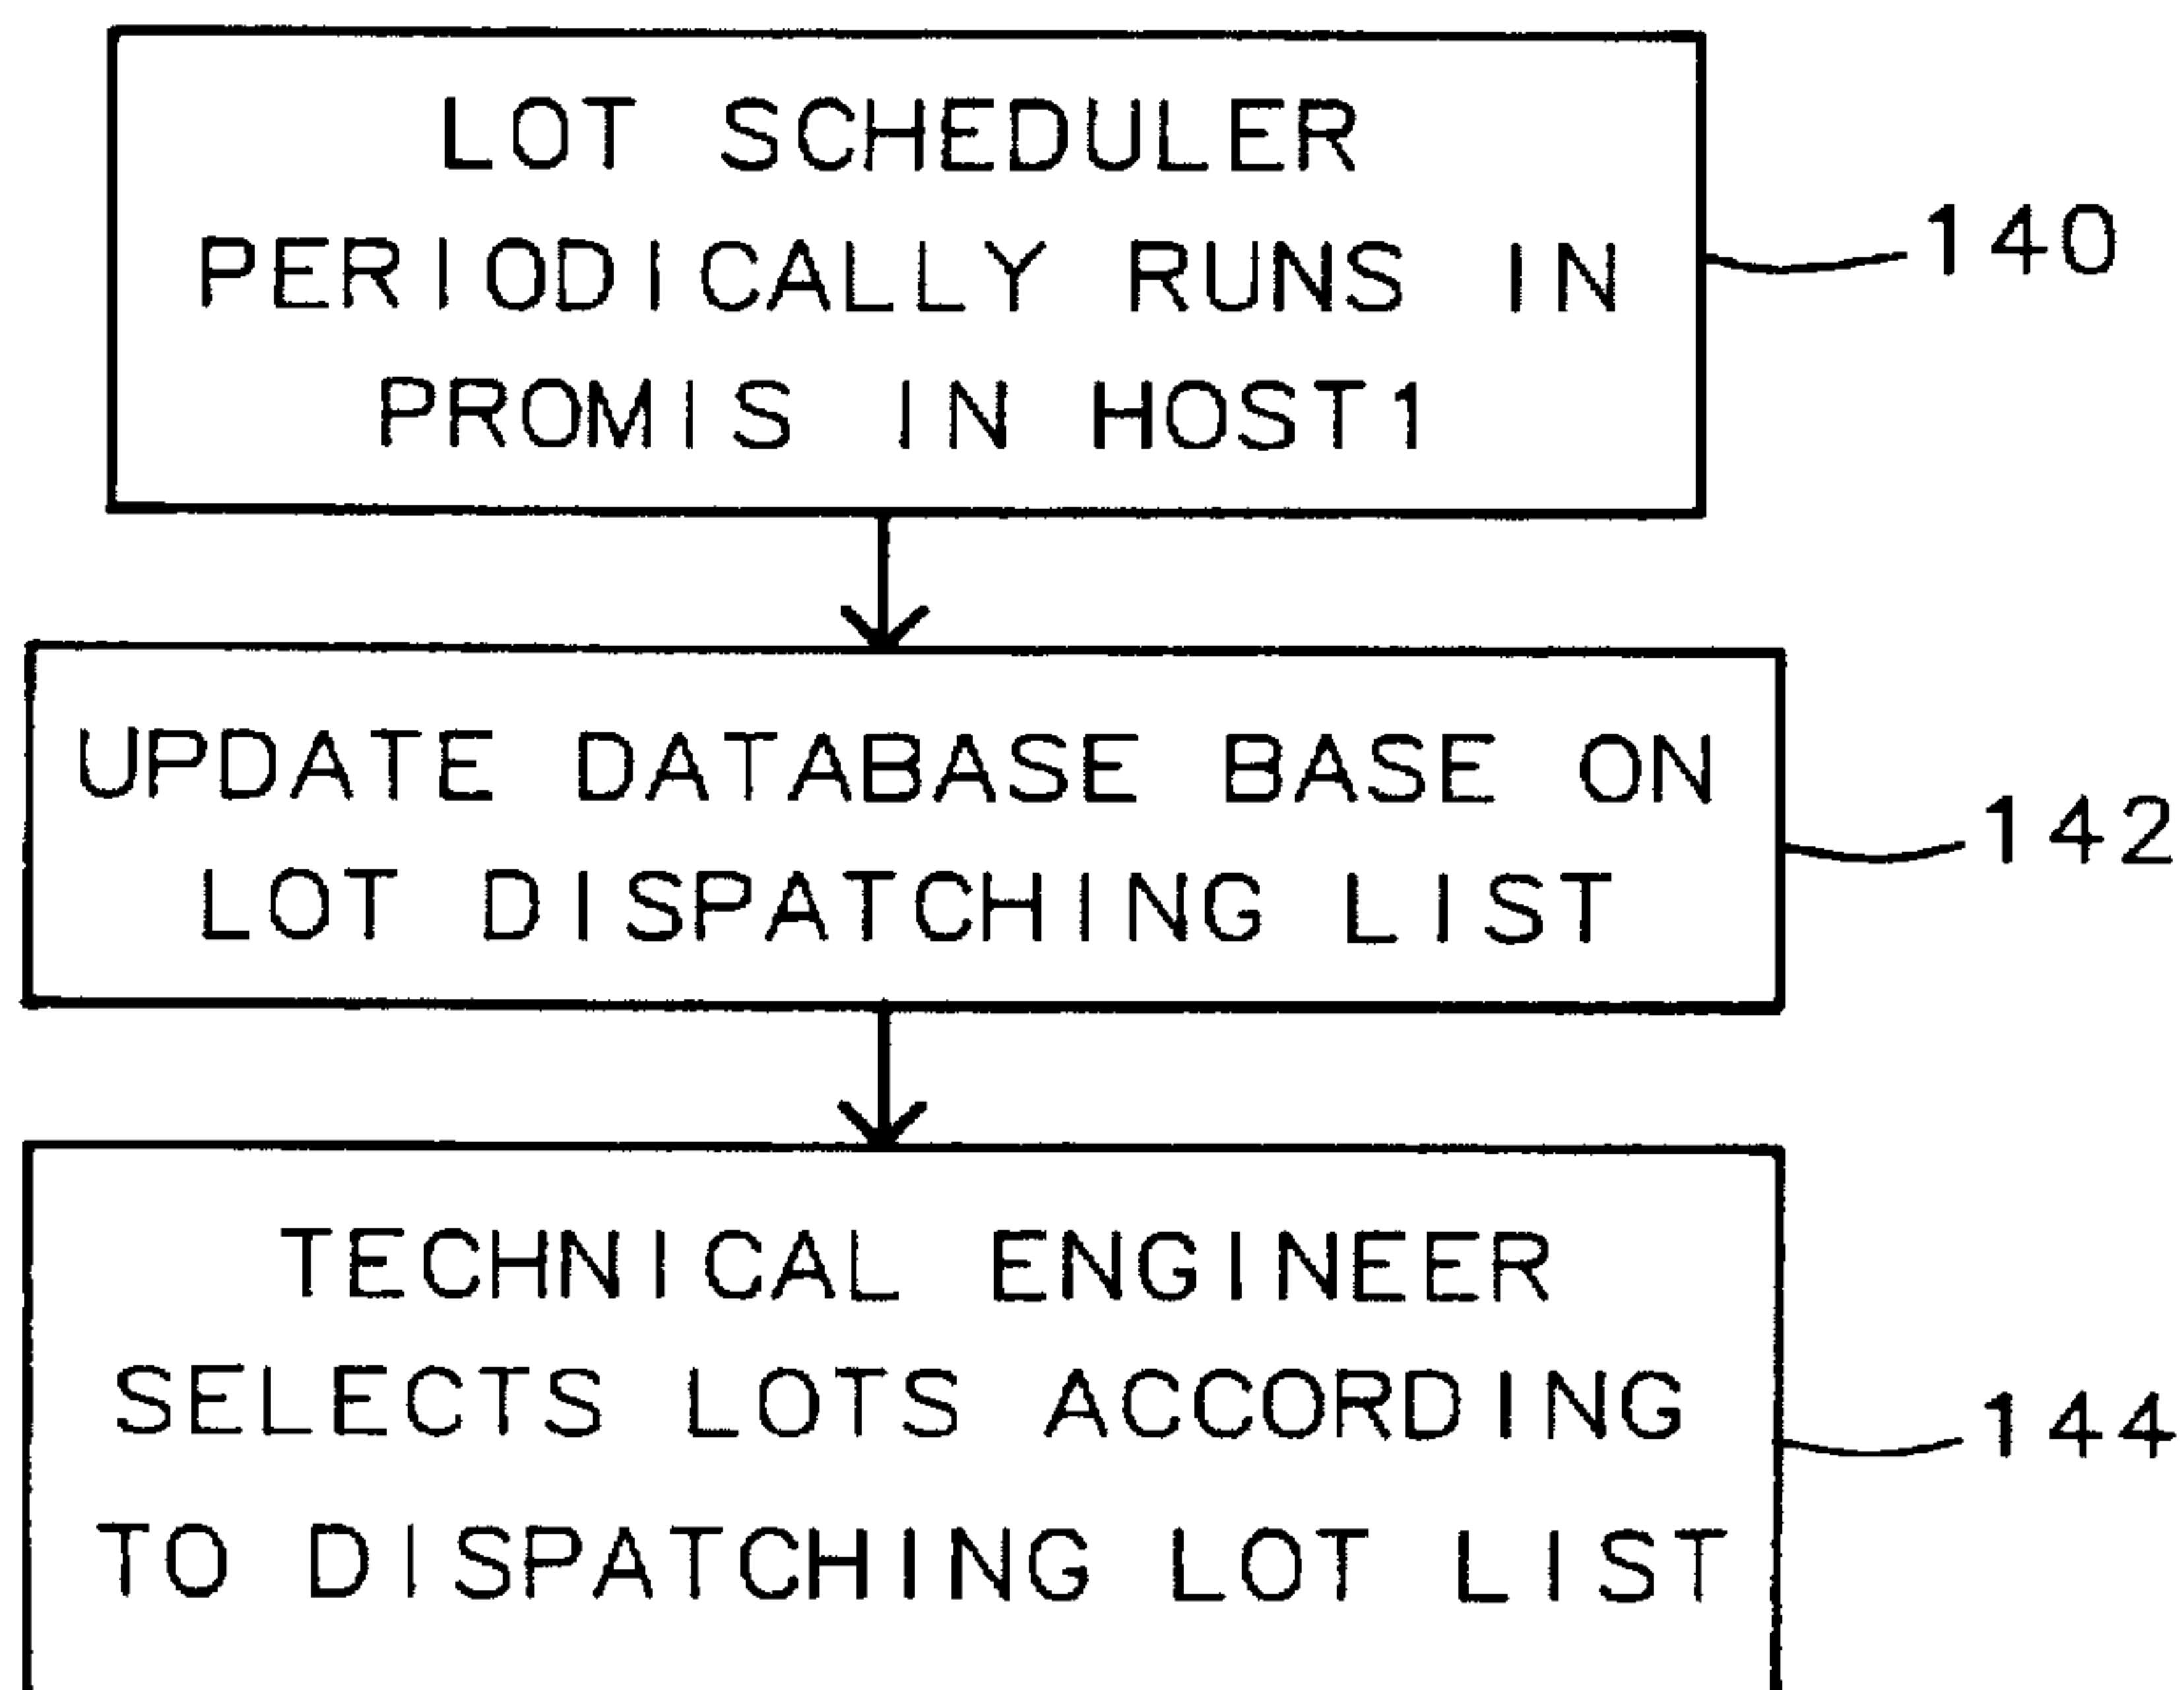 LOT SCHEDULER
PERIODICALLY RUNS IN
PROMIS IN HOST1
140
UPDATE DATABASE BASE ON
LOT DISPATCHING LIST
142
TECHNICAL ENGINEER
SELECTS LOTS ACCORDING
TO DISPATCHING LOT LIST
144